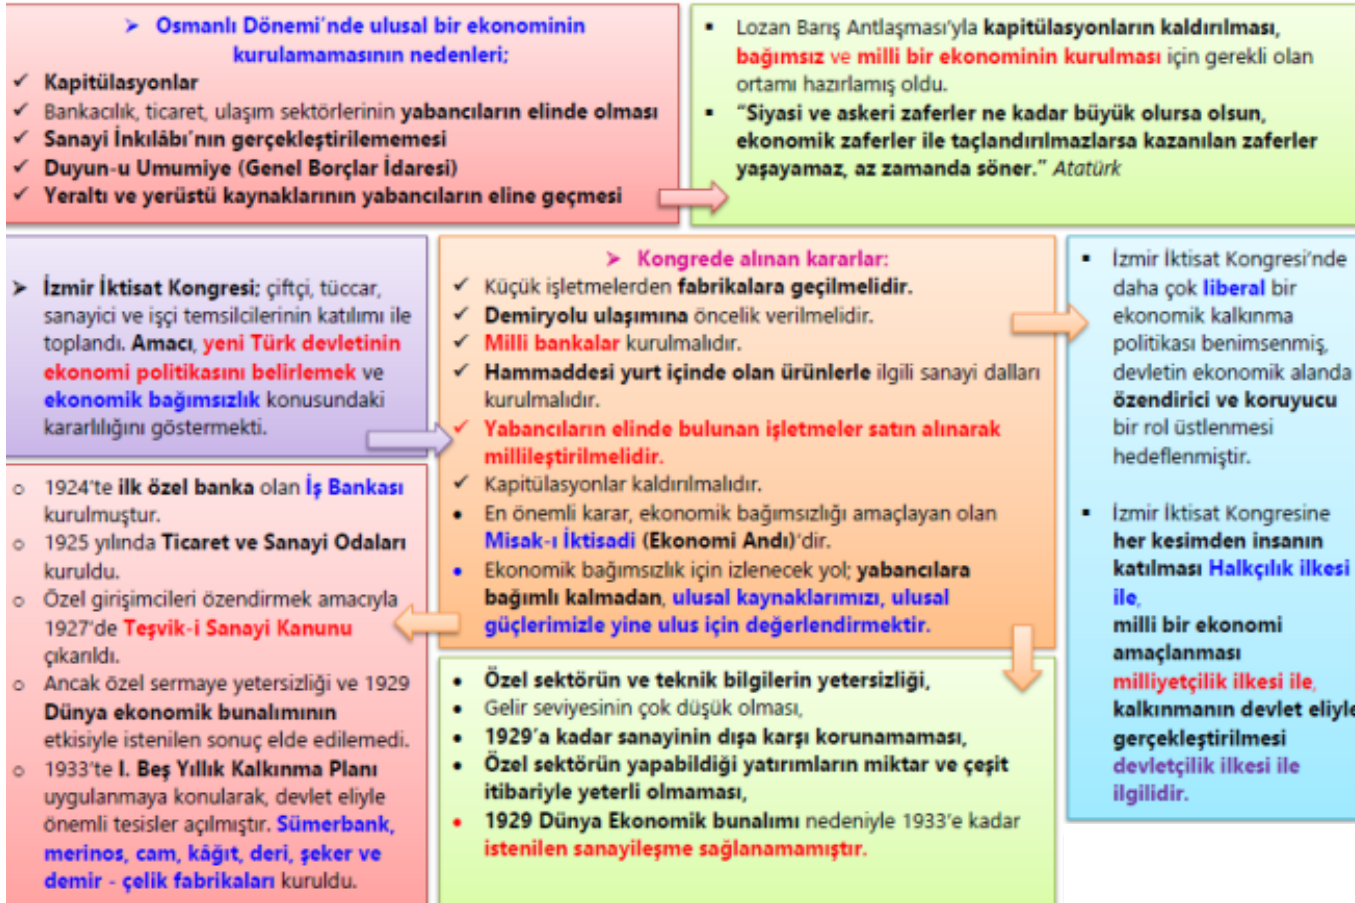 ➢ Osmanlı Dönemi'nde ulusal bir ekonominin
kurulamamasının nedenleri;
✓ Kapitülasyonlar
✓ Bankacılık, ticaret, ulaşım sektörlerinin yabancıların elinde olması
✓ Sanayi İnkılâbı'nın gerçekleştirilememesi
✓ Duyun-u Umumiye (Genel Borçlar İdaresi)
✓ Yeraltı ve yerüstü kaynaklarının yabancıların eline geçmesi
▪ Lozan Barış Antlaşması'yla kapitülasyonların kaldırılması,
bağımsız ve milli bir ekonominin kurulması için gerekli olan
ortamı hazırlamış oldu.
▪ "Siyasi ve askeri zaferler ne kadar büyük olursa olsun,
ekonomik zaferler ile taçlandırılmazlarsa kazanılan zaferler
yaşayamaz, az zamanda söner." Atatürk
➢ İzmir İktisat Kongresi; çiftçi, tüccar,
sanayici ve işçi temsilcilerinin katılımı ile
toplandı. Amacı, yeni Türk devletinin
ekonomi politikasını belirlemek ve
ekonomik bağımsızlık konusundaki
kararlılığını göstermekti.
➢ Kongrede alınan kararlar:
✓ Küçük işletmelerden fabrikalara geçilmelidir.
✓ Demiryolu ulaşımına öncelik verilmelidir.
✓ Milli bankalar kurulmalıdır.
✓ Hammaddesi yurt içinde olan ürünlerle ilgili sanayi dalları
kurulmalıdır.
✓ Yabancıların elinde bulunan işletmeler satın alınarak
millileştirilmelidir.
✓ Kapitülasyonlar kaldırılmalıdır.
• En önemli karar, ekonomik bağımsızlığı amaçlayan olan
Misak-ı İktisadi (Ekonomi Andı)'dir.
• Ekonomik bağımsızlık için izlenecek yol; yabancılara
bağımlı kalmadan, ulusal kaynaklarımızı, ulusal
güçlerimizle yine ulus için değerlendirmektir.
▪ İzmir İktisat Kongresi'nde
daha çok liberal bir
ekonomik kalkınma
politikası benimsenmiş,
devletin ekonomik alanda
özendirici ve koruyucu
bir rol üstlenmesi
hedeflenmiştir.
▪ İzmir İktisat Kongresine
her kesimden insanın
katılması Halkçılık ilkesi
ile,
milli bir ekonomi
amaçlanması
milliyetçilik ilkesi ile,
kalkınmanın devlet eliyle
gerçekleştirilmesi
devletçilik ilkesi ile
ilgilidir.
o 1924'te ilk özel banka olan İş Bankası
kurulmuştur.
o 1925 yılında Ticaret ve Sanayi Odaları
kuruldu.
o Özel girişimcileri özendirmek amacıyla
1927'de Teşvik-i Sanayi Kanunu
çıkarıldı.
o Ancak özel sermaye yetersizliği ve 1929
Dünya ekonomik bunalımının
etkisiyle istenilen sonuç elde edilemedi.
o 1933'te I. Beş Yıllık Kalkınma Planı
uygulanmaya konularak, devlet eliyle
önemli tesisler açılmıştır. Sümerbank,
merinos, cam, kâğıt, deri, şeker ve
demir - çelik fabrikaları kuruldu.
• Özel sektörün ve teknik bilgilerin yetersizliği,
• Gelir seviyesinin çok düşük olması,
• 1929'a kadar sanayinin dışa karşı korunamaması,
• Özel sektörün yapabildiği yatırımların miktar ve çeşit
itibariyle yeterli olmaması,
• 1929 Dünya Ekonomik bunalımı nedeniyle 1933'e kadar
istenilen sanayileşme sağlanamamıştır.